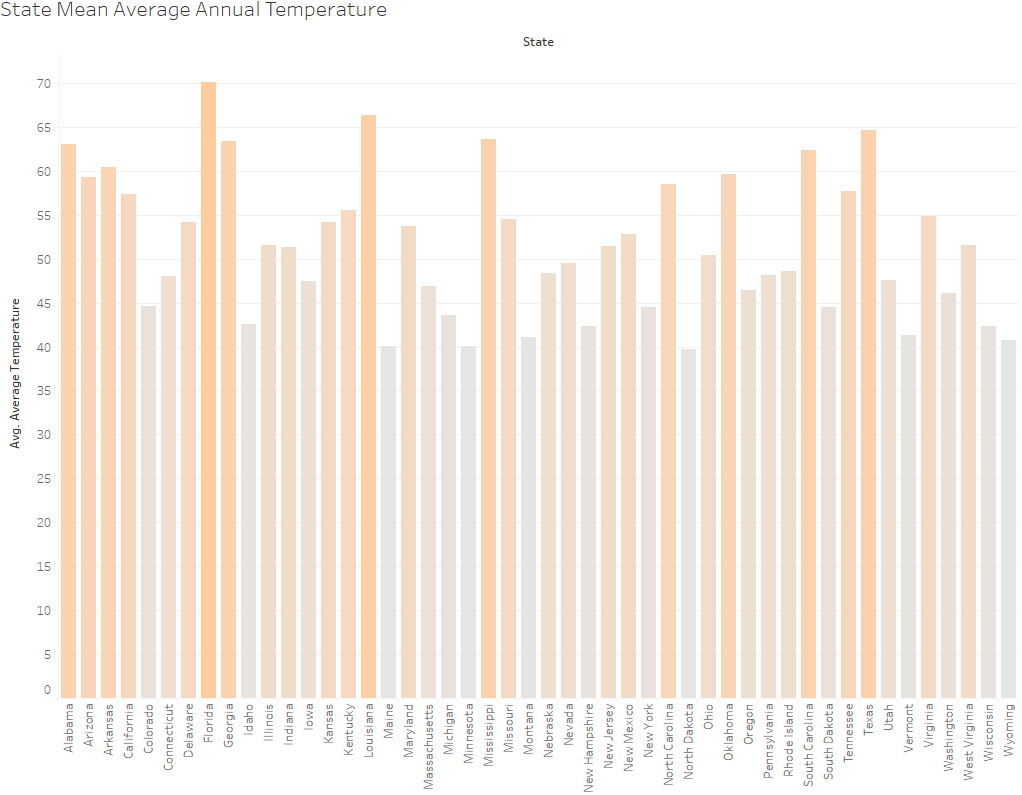 State Mean Average Annual Temperature
State
Avg. Average Temperature
70
65
60
55
50
45
40
35
30
25
20
15
10
5
0
Alabama
Arizona
Arkansas
California
Colorado
Connecticut
Delaware
Florida
Georgia
Idaho
Illinois
Indiana
Iowa
Kansas
Kentucky
Louisiana
Maine
Maryland
Massachusetts
Michigan
Minnesota
Mississippi
Missouri
Montana
Nebraska
Nevada
New Hampshire
New Jersey
New Mexico
New York
North Carolina
North Dakota
Ohio
Oklahoma
Oregon
Pennsylvania
Rhode Island
South Carolina
South Dakota
Tennessee
Texas
Utah
Vermont
Virginia
Washington
West Virginia
Wisconsin
Wyoming